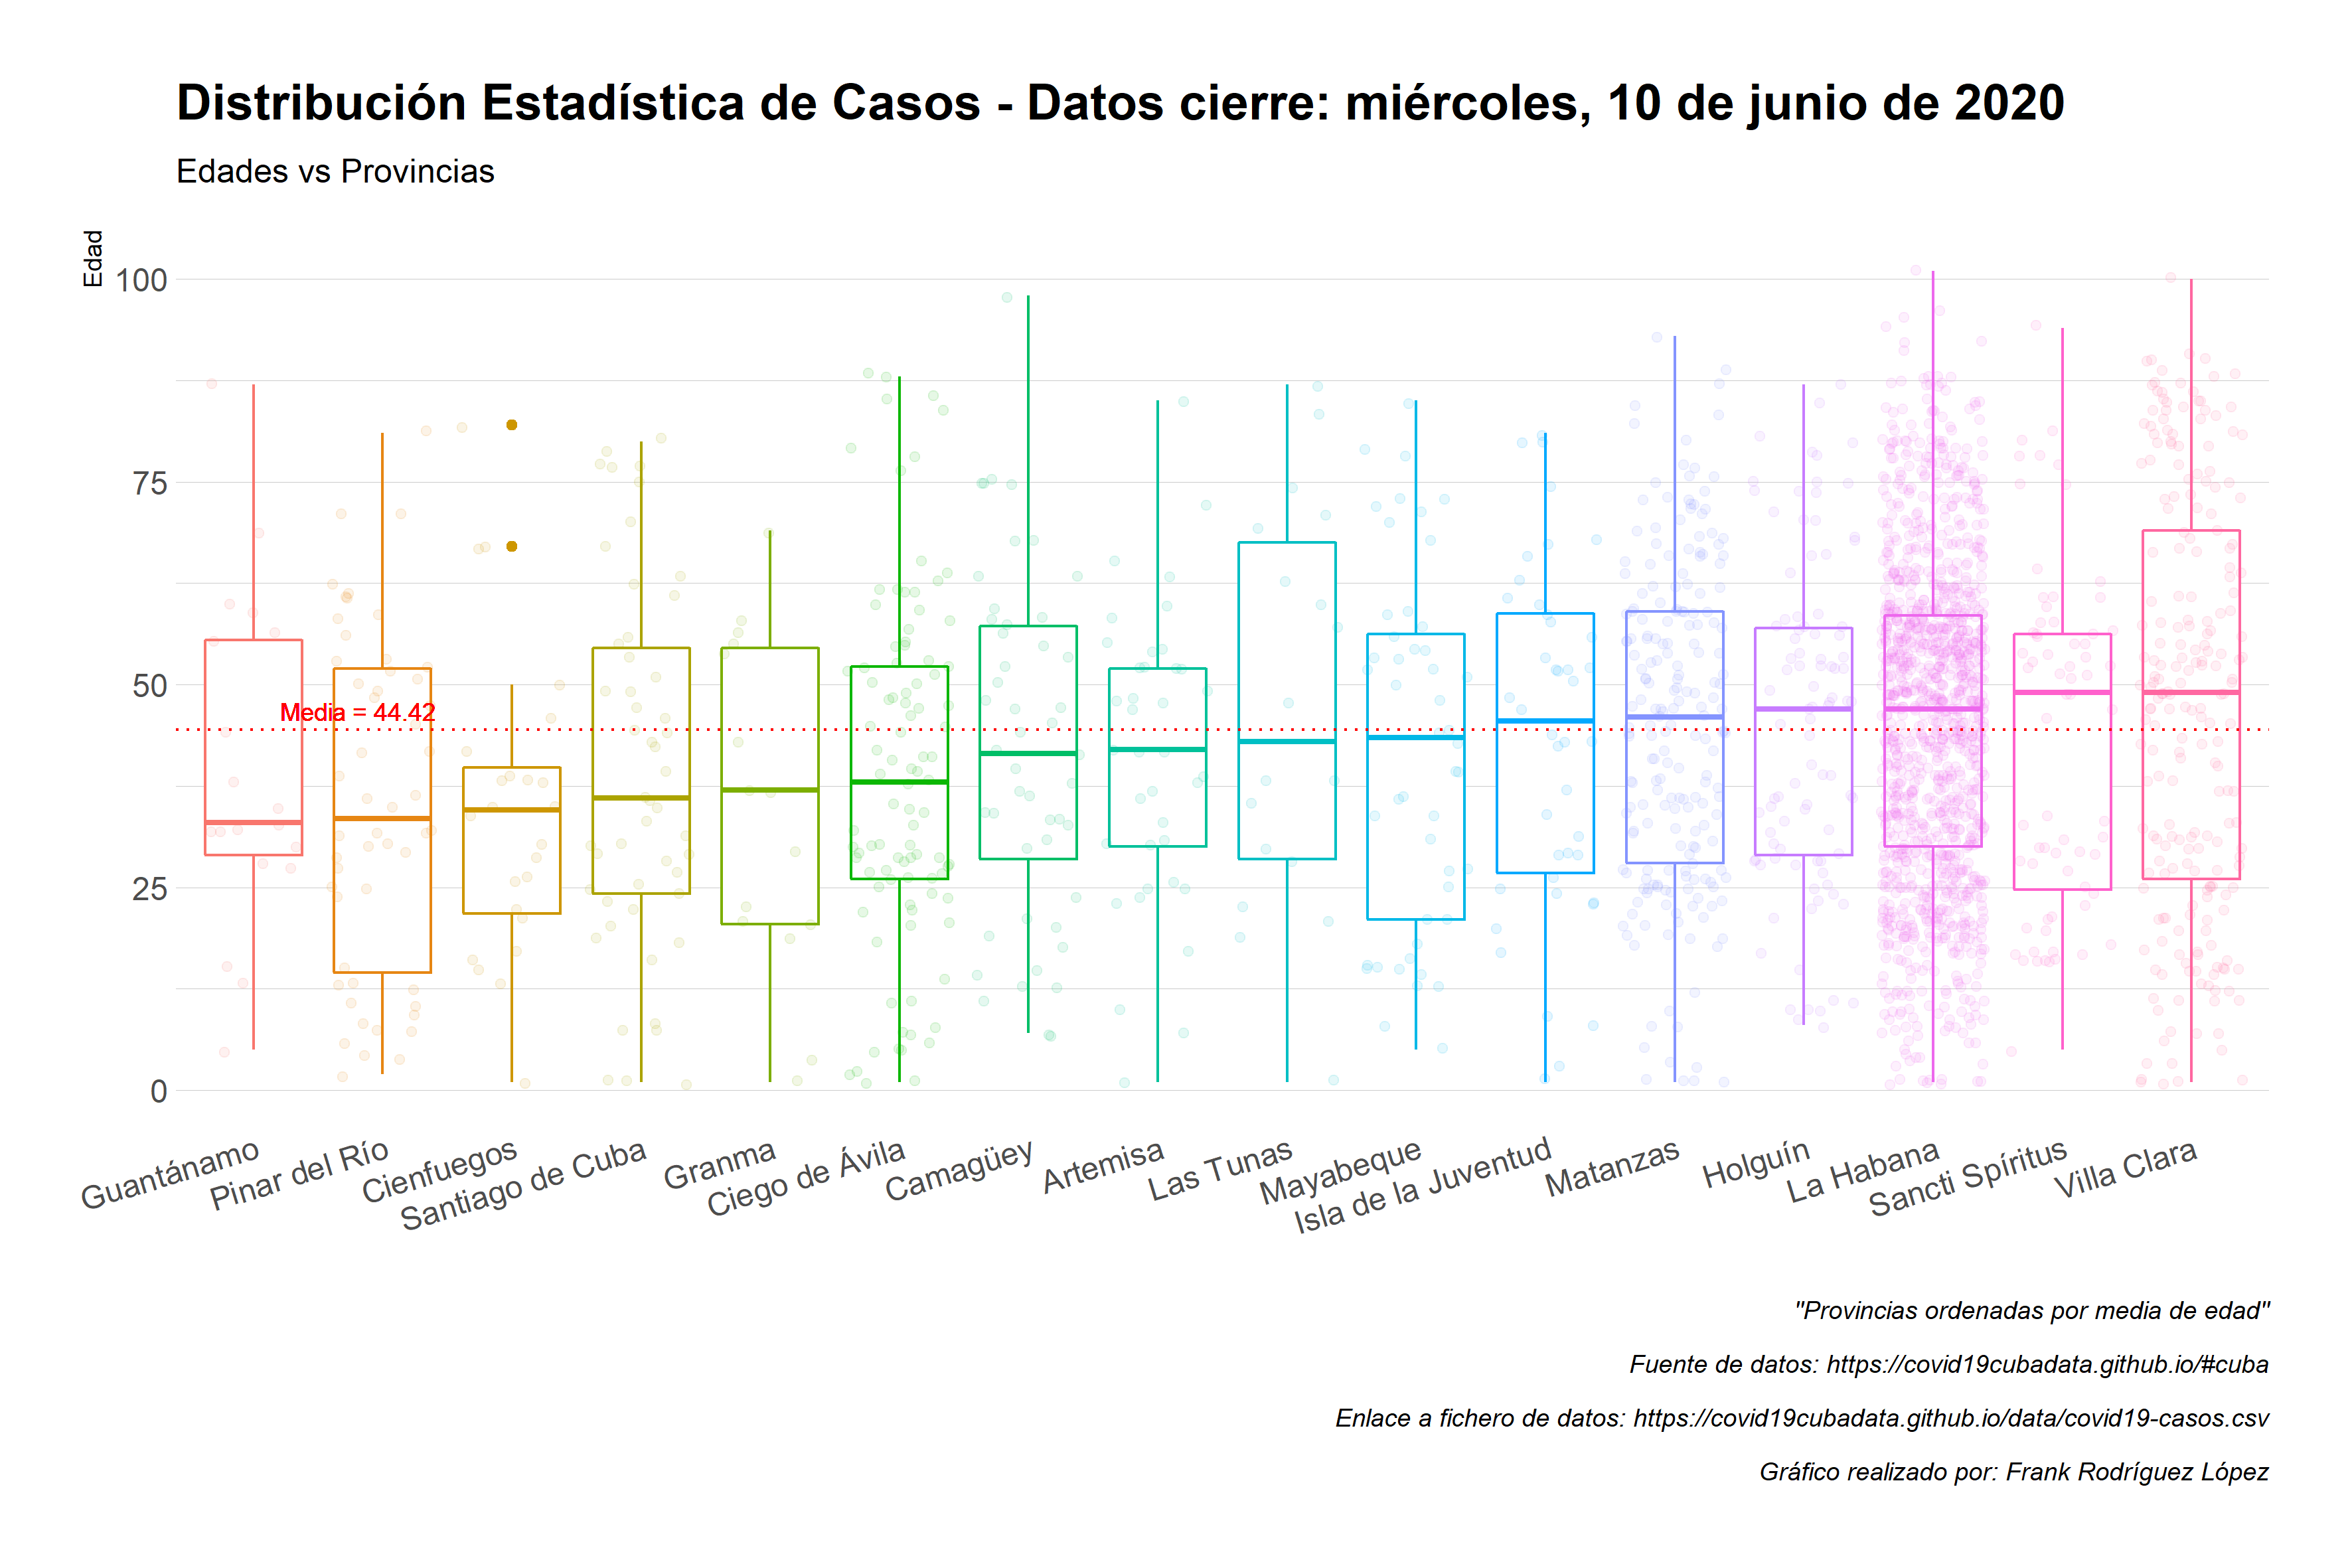 Distribución Estadística de Casos - Datos cierre: miércoles, 10 de junio de 2020
Edades vs Provincias
Edad
100
75
50
25
0
Media = 44.42
Guantánamo
Pinar del Río
Cienfuegos
Santiago de Cuba
Granma
Ciego de Ávila
Camagüey
Artemisa
Las Tunas
Mayabeque
Isla de la Juventud
Matanzas
Holguín
La Habana
Sancti Spíritus
Villa Clara
"Provincias ordenadas por media de edad"
Fuente de datos: https://covid19cubadata.github.io/#cuba
Enlace a fichero de datos: https://covid19cubadata.github.io/data/covid19-casos.csv
Gráfico realizado por: Frank Rodríguez López